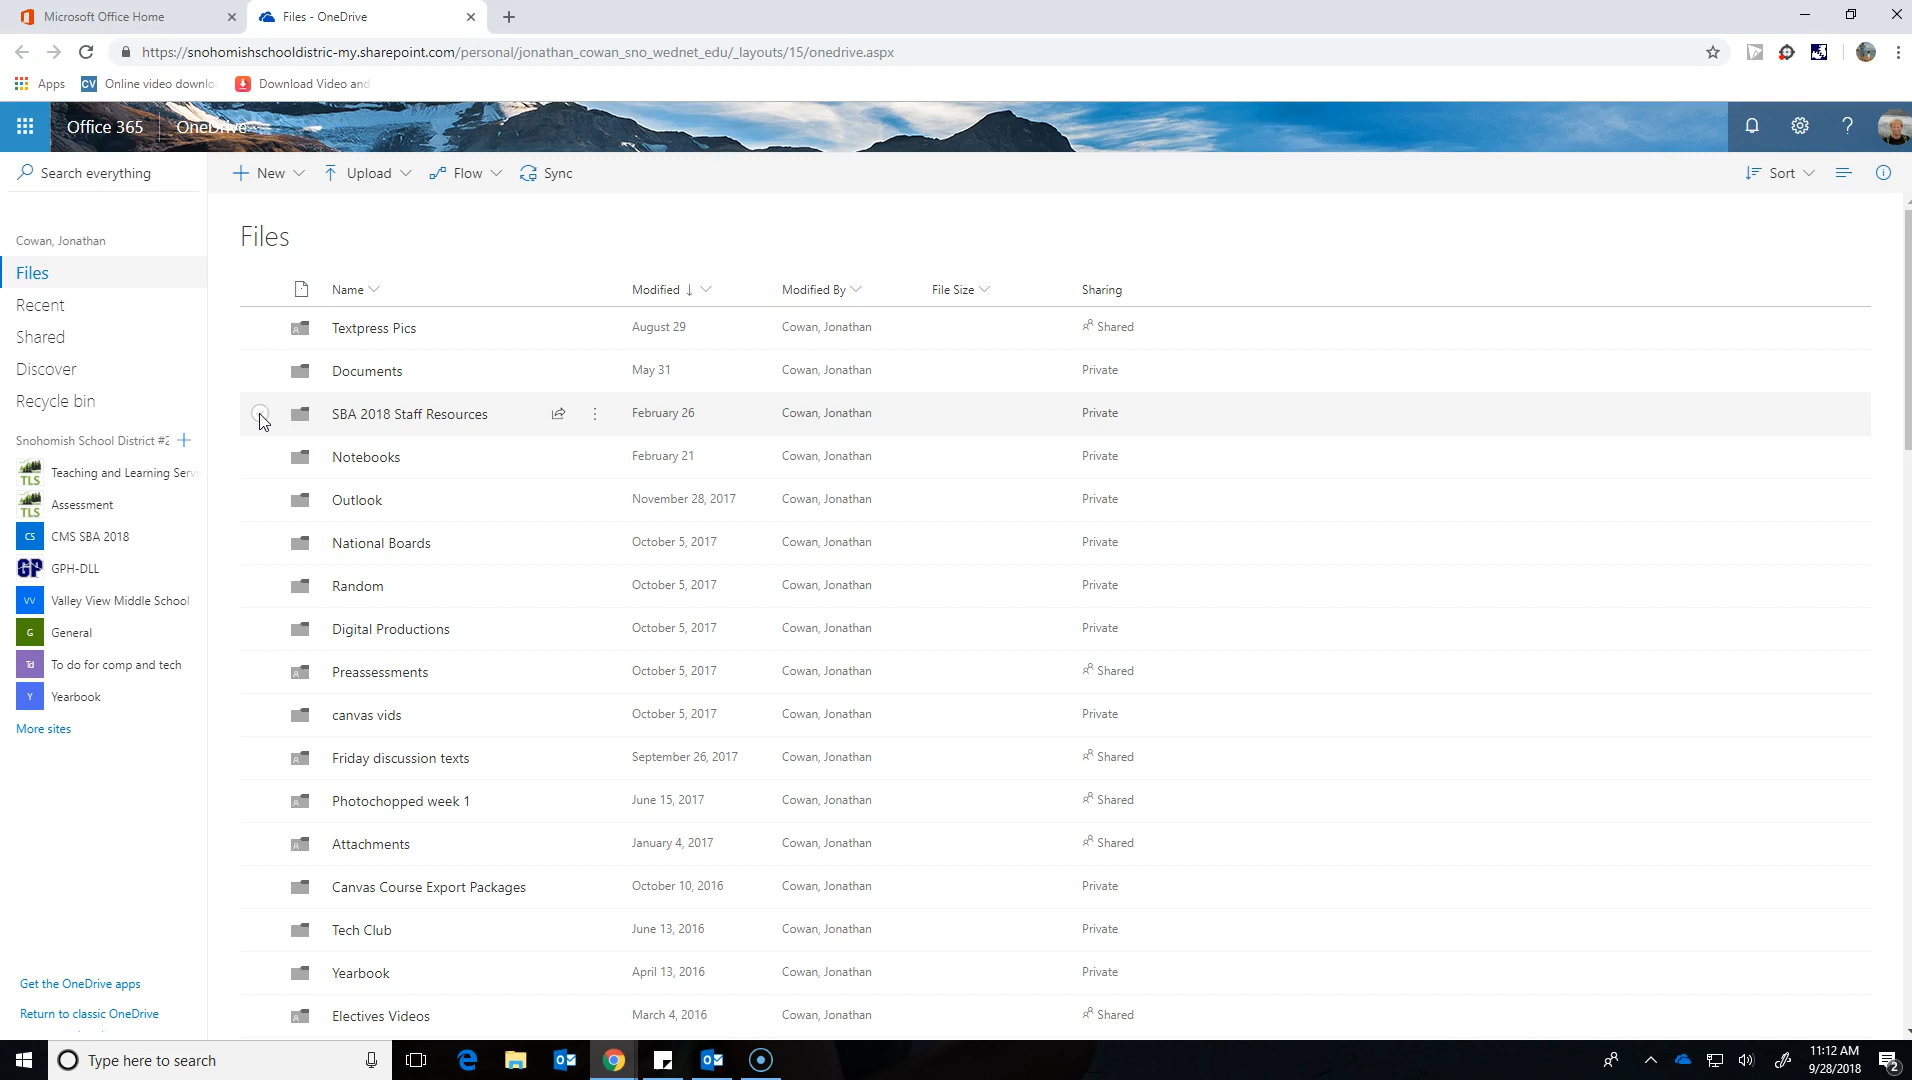 Microsoft Office Home
Files - OneDrive
https://snohomishschooldistric-my.sharepoint.com/personal/jonathan_cowan_sno_wednet_edu/_layouts/15/onedrive.aspx
Apps
CV Online video downlo
Download Video and
Office 365
OneDrive
Search everything
New
Upload
Flow
Sync
Sort
Cowan, Jonathan
Files
Recent
Shared
Discover
Recycle bin
Snohomish School District #2
TLS Teaching and Learning Serv
TLS Assessment
CS CMS SBA 2018
GP GPH-DLL
VV Valley View Middle School
G General
Td To do for comp and tech
Y Yearbook
More sites
Get the OneDrive apps
Return to classic OneDrive
Files
Name Modified Modified By File Size Sharing
Textpress Pics August 29 Cowan, Jonathan Shared
Documents May 31 Cowan, Jonathan Private
SBA 2018 Staff Resources February 26 Cowan, Jonathan Private
Notebooks February 21 Cowan, Jonathan Private
Outlook November 28, 2017 Cowan, Jonathan Private
National Boards October 5, 2017 Cowan, Jonathan Private
Random October 5, 2017 Cowan, Jonathan Private
Digital Productions October 5, 2017 Cowan, Jonathan Private
Preassessments October 5, 2017 Cowan, Jonathan Shared
canvas vids October 5, 2017 Cowan, Jonathan Private
Friday discussion texts September 26, 2017 Cowan, Jonathan Shared
Photochopped week 1 June 15, 2017 Cowan, Jonathan Shared
Attachments January 4, 2017 Cowan, Jonathan Shared
Canvas Course Export Packages October 10, 2016 Cowan, Jonathan Private
Tech Club June 13, 2016 Cowan, Jonathan Private
Yearbook April 13, 2016 Cowan, Jonathan Private
Electives Videos March 4, 2016 Cowan, Jonathan Shared
Type here to search
11:12 AM
9/28/2018
2